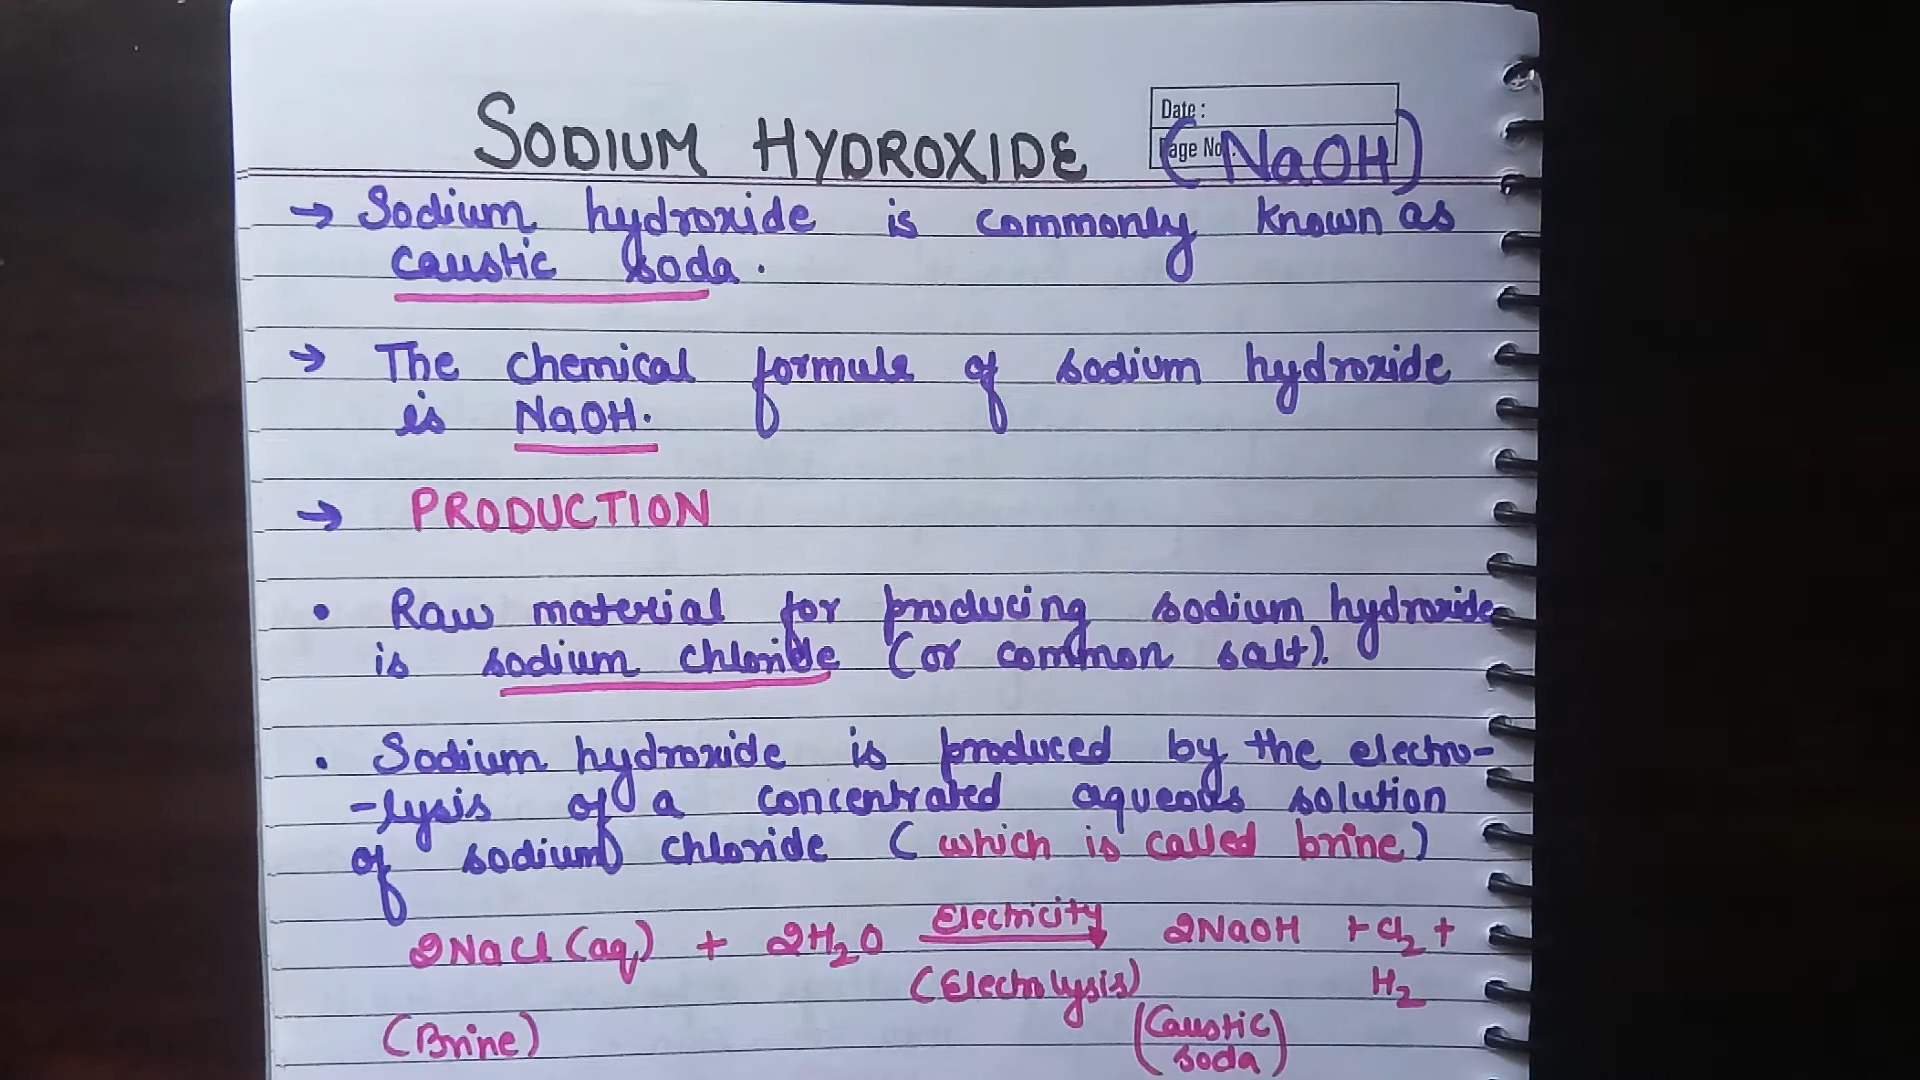 Date :
SODIUM HYDROXIDE (NaOH)
Page No.
→ Sodium hydroxide is commonly known as
caustic soda.
→ The chemical formula of sodium hydroxide
is NaOH.
→ PRODUCTION
• Raw material for producing sodium hydroxide
is sodium chloride (or common salt).
• Sodium hydroxide is produced by the electro-
-lysis of a concentrated aqueous solution
of sodium chloride (which is called brine)
Electricity
2NaCl (aq) + 2H₂O → 2NaOH + Cl₂ +
(Electrolysis) H₂
(Brine) (Caustic
soda)